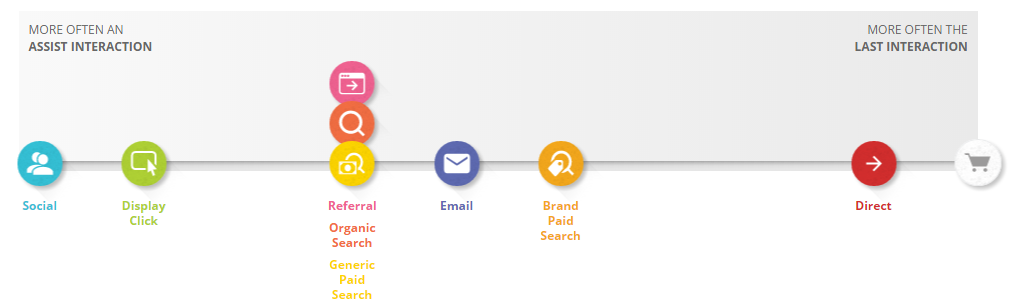 MORE OFTEN AN
ASSIST INTERACTION
MORE OFTEN THE
LAST INTERACTION
Social
Display
Click
Referral
Organic
Search
Generic
Paid
Search
Email
Brand
Paid
Search
Direct